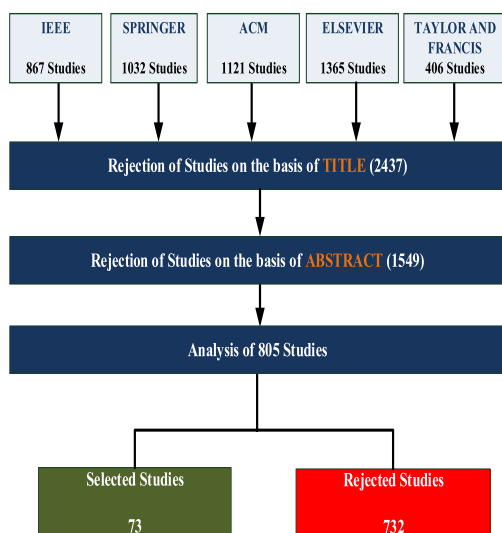 IEEE
867 Studies
SPRINGER
1032 Studies
ACM
1121 Studies
ELSEVIER
1365 Studies
TAYLOR AND
FRANCIS
406 Studies
Rejection of Studies on the basis of TITLE (2437)
Rejection of Studies on the basis of ABSTRACT (1549)
Analysis of 805 Studies
Selected Studies
73
Rejected Studies
732